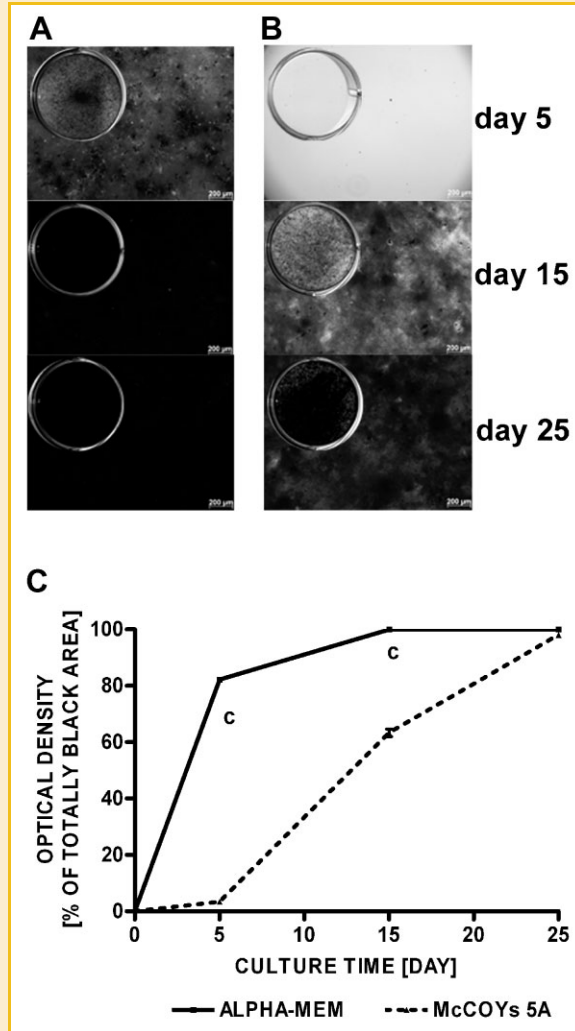 A
B
200 µm
200 µm
day 5
200 µm
200 µm
day 15
200 µm
200 µm
day 25
C
OPTICAL DENSITY
[% OF TOTALLY BLACK AREA]
100
80
60
40
20
0
c
c
0 5 10 15 20 25
CULTURE TIME [DAY]
ALPHA-MEM McCOYs 5A